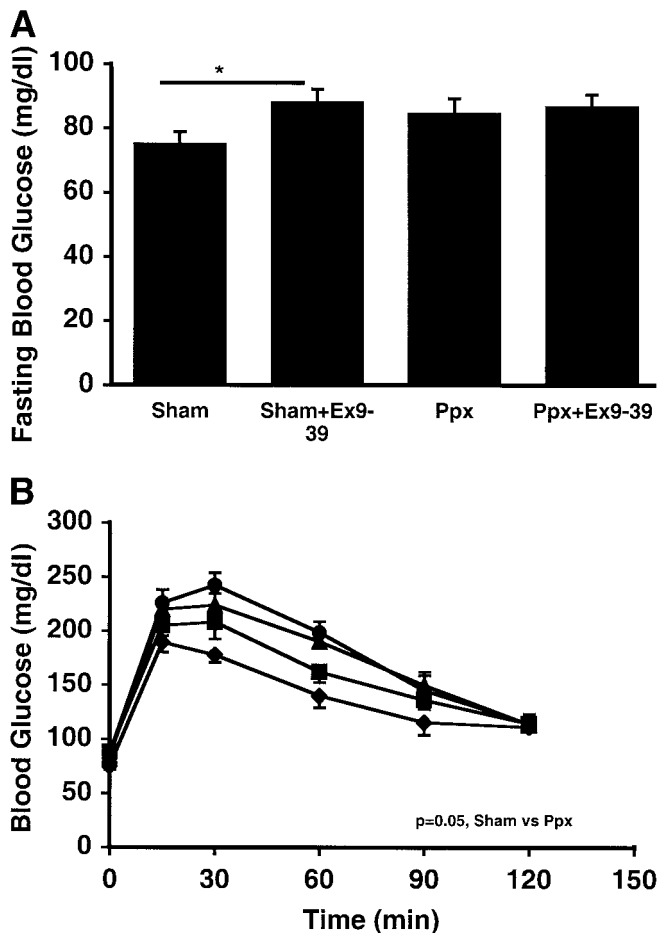 A
Fasting Blood Glucose (mg/dl)
100
80
60
40
20
0
*
Sham
Sham+Ex9-
39
Ppx
Ppx+Ex9-39
B
Blood Glucose (mg/dl)
300
250
200
150
100
50
0
p=0.05, Sham vs Ppx
0
30
60
90
120
150
Time (min)